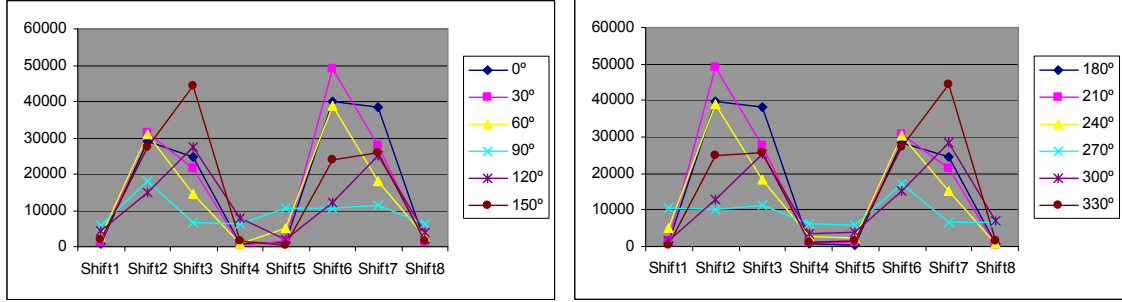 60000
50000
40000
30000
20000
10000
0
Shift1 Shift2 Shift3 Shift4 Shift5 Shift6 Shift7 Shift8
0º
30º
60º
90º
120º
150º
60000
50000
40000
30000
20000
10000
0
Shift1 Shift2 Shift3 Shift4 Shift5 Shift6 Shift7 Shift8
180º
210º
240º
270º
300º
330º